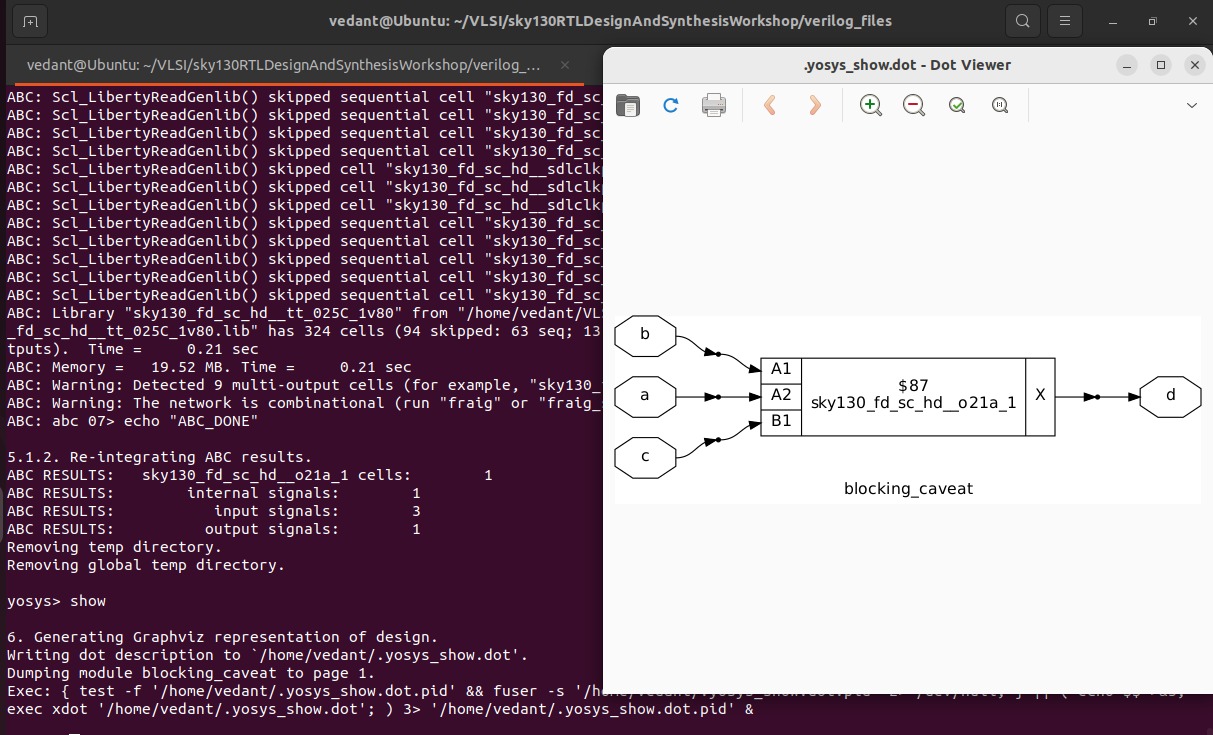 vedant@Ubuntu: ~/VLSI/sky130RTLDesignAndSynthesisWorkshop/verilog_files
vedant@Ubuntu: ~/VLSI/sky130RTLDesignAndSynthesisWorkshop/verilog_...
ABC: Scl_LibertyReadGenlib() skipped sequential cell "sky130_fd_sc_
ABC: Scl_LibertyReadGenlib() skipped sequential cell "sky130_fd_sc_
ABC: Scl_LibertyReadGenlib() skipped sequential cell "sky130_fd_sc_
ABC: Scl_LibertyReadGenlib() skipped sequential cell "sky130_fd_sc_
ABC: Scl_LibertyReadGenlib() skipped cell "sky130_fd_sc_hd__sdlclkp
ABC: Scl_LibertyReadGenlib() skipped cell "sky130_fd_sc_hd__sdlclkp
ABC: Scl_LibertyReadGenlib() skipped cell "sky130_fd_sc_hd__sdlclkp
ABC: Scl_LibertyReadGenlib() skipped sequential cell "sky130_fd_sc_
ABC: Scl_LibertyReadGenlib() skipped sequential cell "sky130_fd_sc_
ABC: Scl_LibertyReadGenlib() skipped sequential cell "sky130_fd_sc_
ABC: Scl_LibertyReadGenlib() skipped sequential cell "sky130_fd_sc_
ABC: Scl_LibertyReadGenlib() skipped sequential cell "sky130_fd_sc_
ABC: Library "sky130_fd_sc_hd__tt_025C_1v80" from "/home/vedant/VL
_fd_sc_hd__tt_025C_1v80.lib" has 324 cells (94 skipped: 63 seq; 13
tputs).  Time =     0.21 sec
ABC: Memory =   19.52 MB. Time =     0.21 sec
ABC: Warning: Detected 9 multi-output cells (for example, "sky130_
ABC: Warning: The network is combinational (run "fraig" or "fraig_
ABC: abc 07> echo "ABC_DONE"
5.1.2. Re-integrating ABC results.
ABC RESULTS:   sky130_fd_sc_hd__o21a_1 cells:        1
ABC RESULTS:        internal signals:        1
ABC RESULTS:           input signals:        3
ABC RESULTS:          output signals:        1
Removing temp directory.
Removing global temp directory.
yosys> show
6. Generating Graphviz representation of design.
Writing dot description to `/home/vedant/.yosys_show.dot'.
Dumping module blocking_caveat to page 1.
Exec: { test -f '/home/vedant/.yosys_show.dot.pid' && fuser -s '/h
exec xdot '/home/vedant/.yosys_show.dot'; ) 3> '/home/vedant/.yosys_show.dot.pid' &
.yosys_show.dot - Dot Viewer
b
a
c
A1
A2
B1
$87
sky130_fd_sc_hd__o21a_1
X
d
blocking_caveat